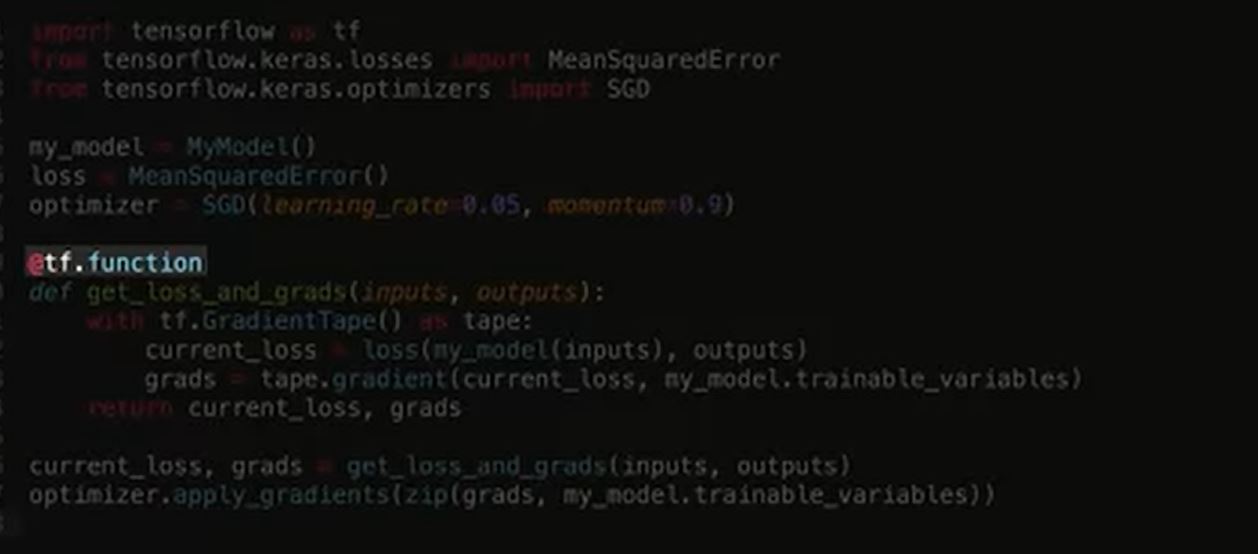 import tensorflow as tf
from tensorflow.keras.losses import MeanSquaredError
from tensorflow.keras.optimizers import SGD
my_model = MyModel()
loss = MeanSquaredError()
optimizer = SGD(learning_rate=0.05, momentum=0.9)
@tf.function
def get_loss_and_grads(inputs, outputs):
with tf.GradientTape() as tape:
current_loss = loss(my_model(inputs), outputs)
grads = tape.gradient(current_loss, my_model.trainable_variables)
return current_loss, grads
current_loss, grads = get_loss_and_grads(inputs, outputs)
optimizer.apply_gradients(zip(grads, my_model.trainable_variables))